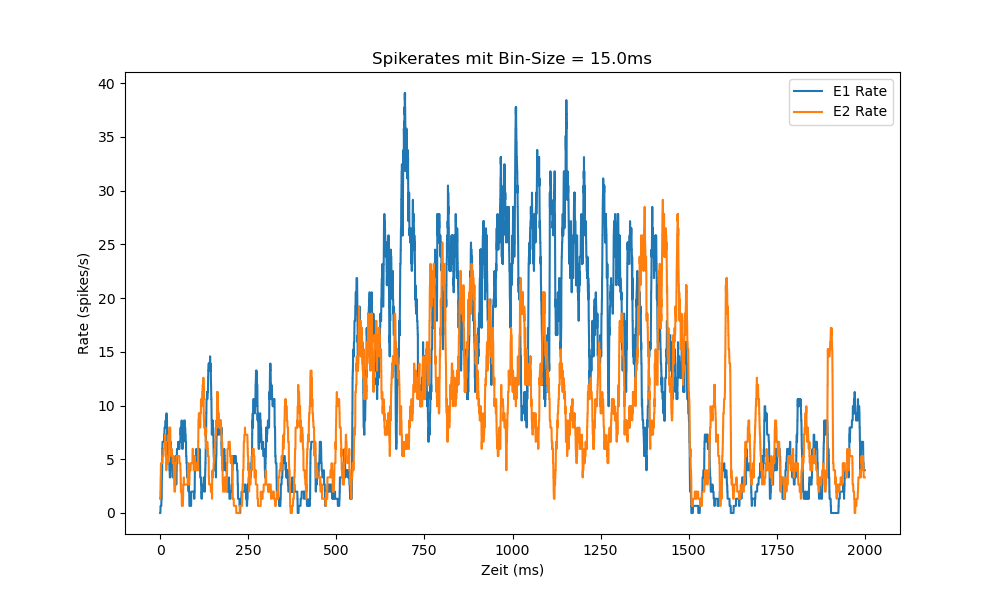 Spikerates mit Bin-Size = 15.0ms
E1 Rate
E2 Rate
Rate (spikes/s)
40
35
30
25
20
15
10
5
0
0 250 500 750 1000 1250 1500 1750 2000
Zeit (ms)